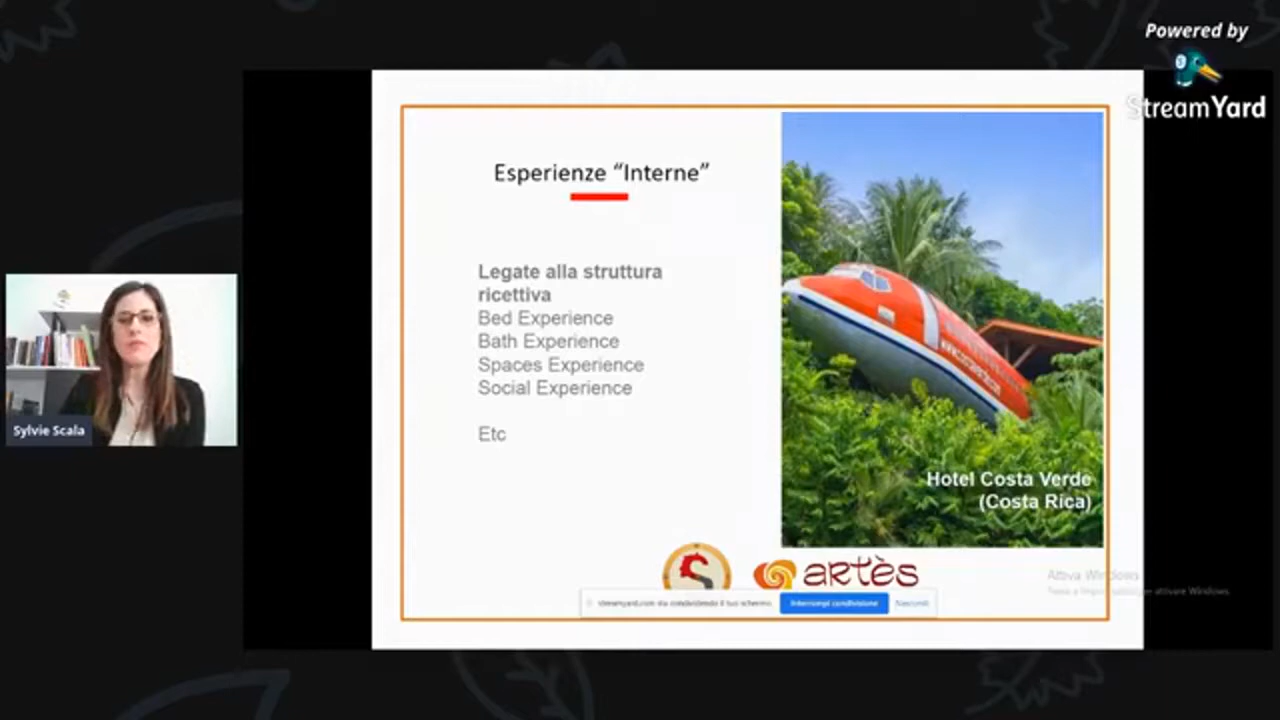 Powered by
StreamYard
Esperienze “Interne”
Legate alla struttura
ricettiva
Bed Experience
Bath Experience
Spaces Experience
Social Experience
Etc
Hotel Costa Verde
(Costa Rica)
Sylvie Scala
artès
Attiva Windows
streamyard.com sta condividendo il tuo schermo.
Interrompi condivisione
Nascondi
attivare Windows.